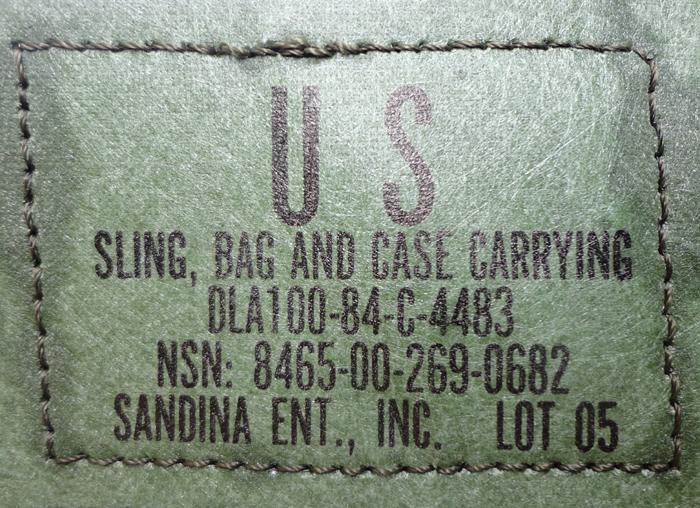 U S
SLING, BAG AND CASE CARRYING
DLA100-84-C-4483
NSN: 8465-00-269-0682
SANDINA ENT., INC. LOT 05